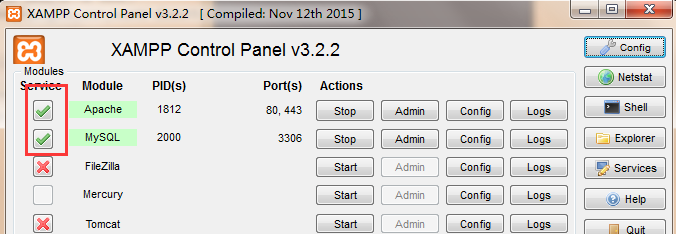 XAMPP Control Panel v3.2.2 [ Compiled: Nov 12th 2015 ]
XAMPP Control Panel v3.2.2
Config
Modules
Service Module PID(s) Port(s) Actions
Netstat
Apache 1812 80, 443 Stop Admin Config Logs
Shell
MySQL 2000 3306 Stop Admin Config Logs
Explorer
FileZilla Start Admin Config Logs
Services
Mercury Start Admin Config Logs
Help
Tomcat Start Admin Config Logs
Quit